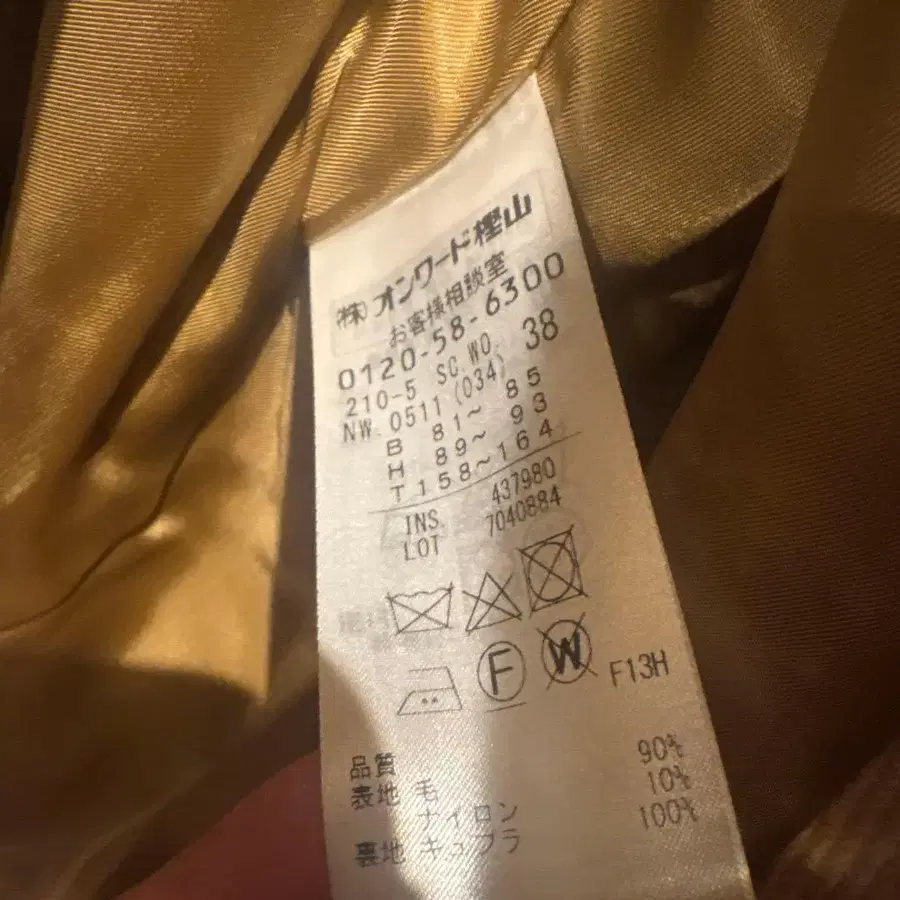 ㈱オンワード樫山
お客様相談室
0120-58-6300
210-5 SC.WO. 38
NW.0511(034)
B 81~ 85
H 89~ 93
T158~164
INS 437980
LOT 7040884
F W F13H
品質
表地 毛 90%
ナイロン 10%
裏地 キュプラ 100%